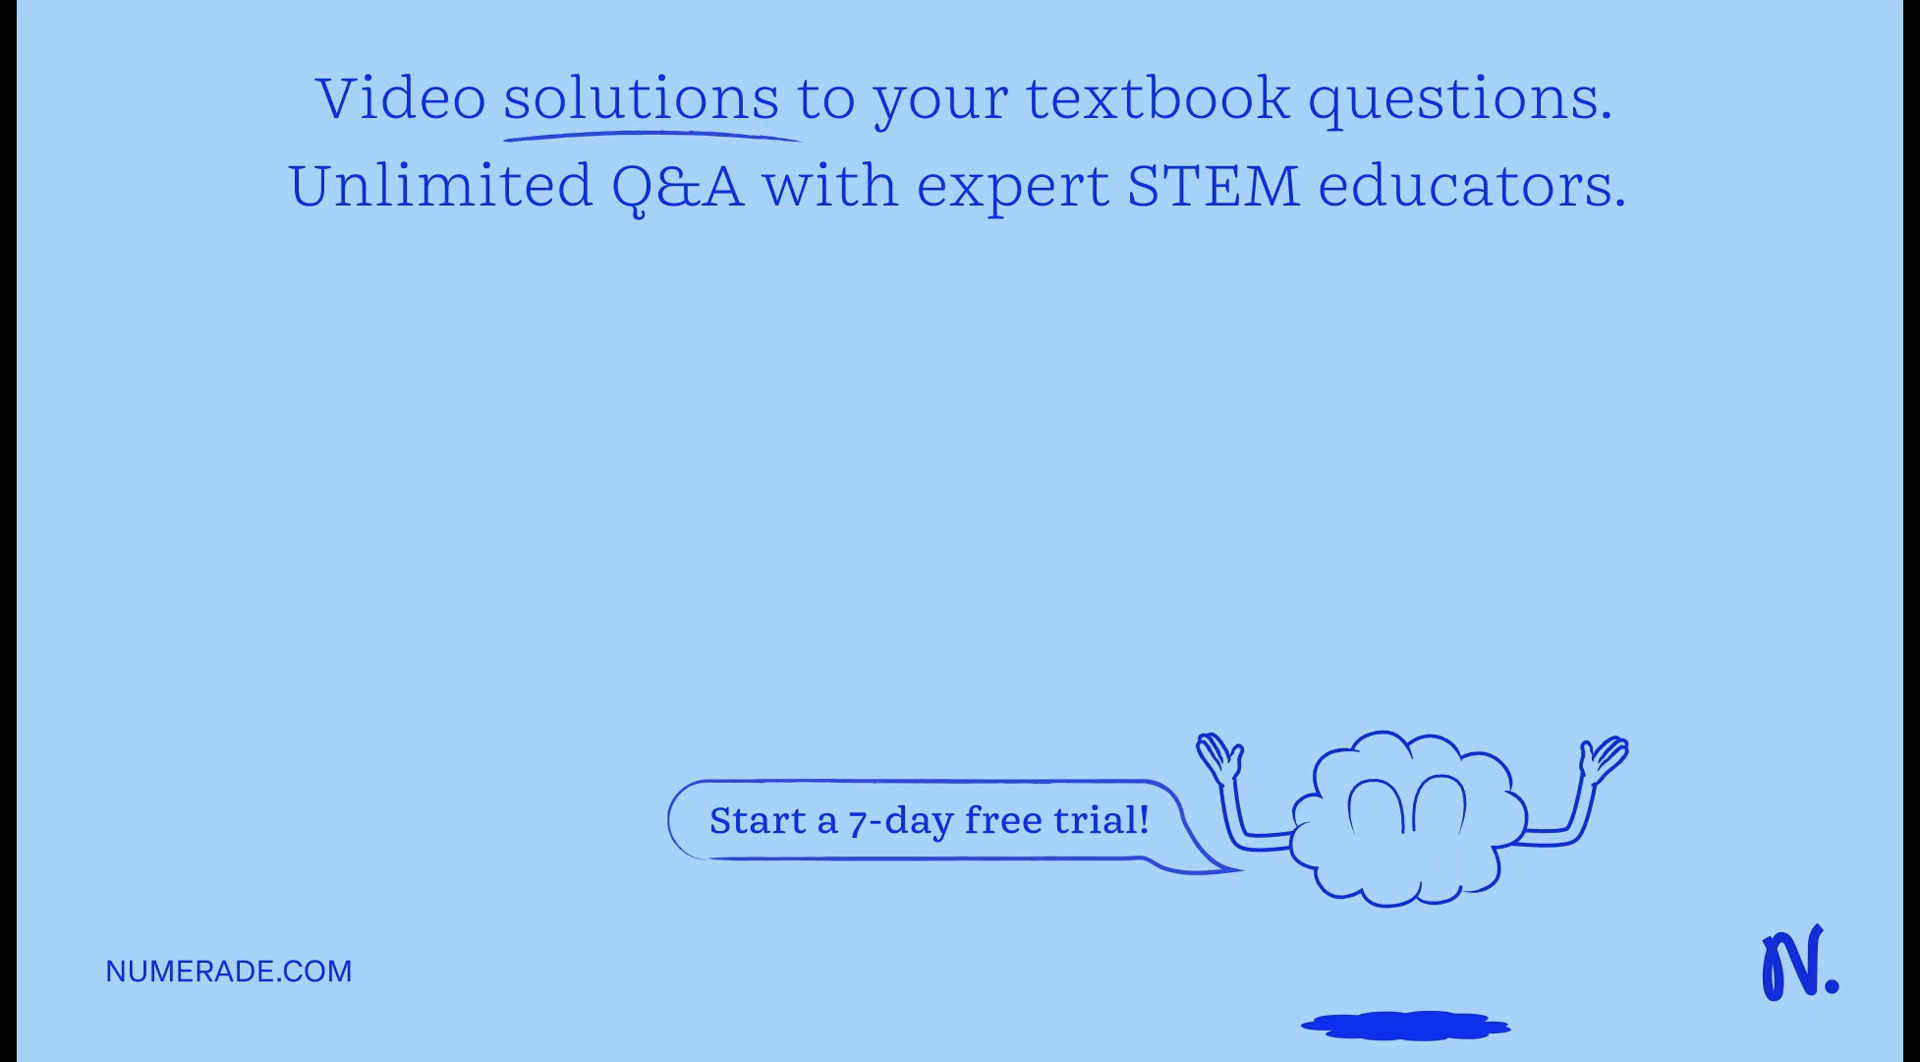 Video solutions to your textbook questions.
Unlimited Q&A with expert STEM educators.
Start a 7-day free trial!
NUMERADE.COM
N.